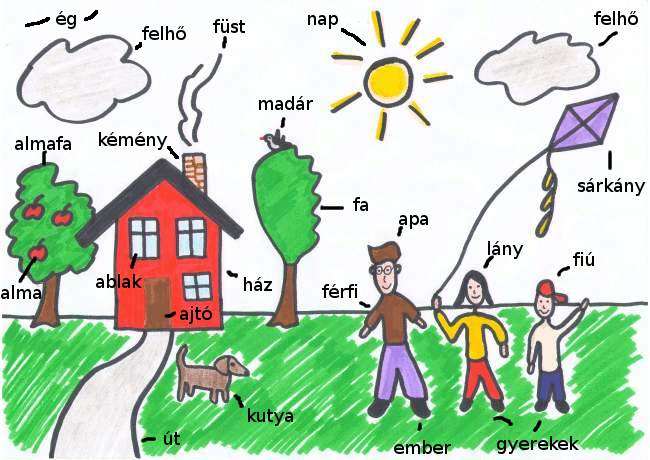 ég
felhő
füst
nap
felhő
madár
almafa
kémény
sárkány
fa
apa
lány
fiú
alma
ablak
ház
férfi
ajtó
kutya
út
ember
gyerekek